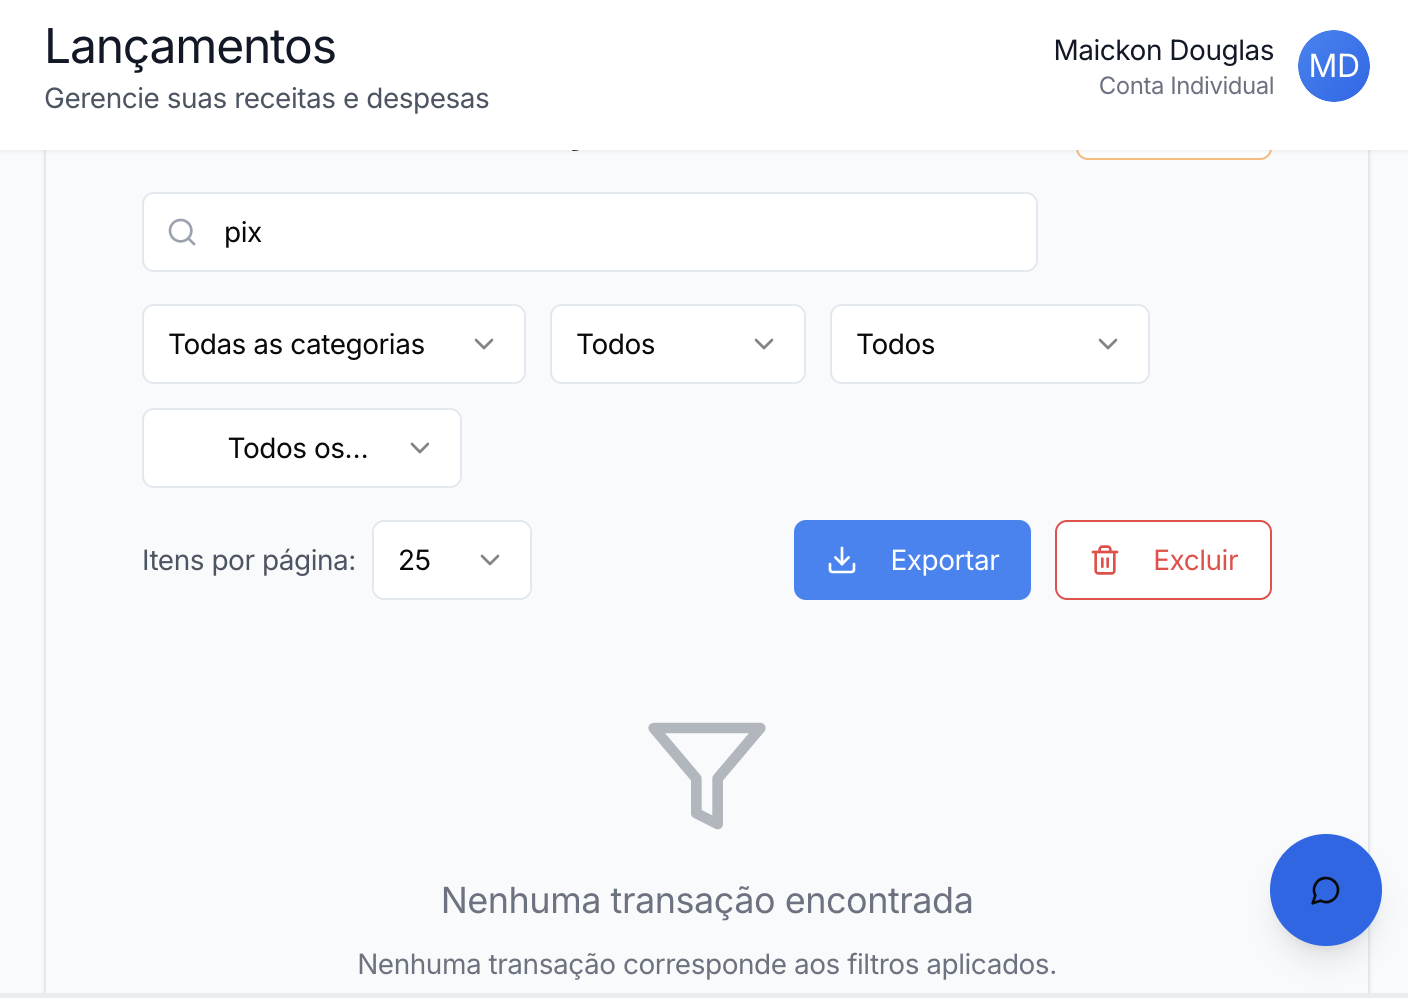 Lançamentos
Gerencie suas receitas e despesas
Maickon Douglas
Conta Individual
MD
pix
Todas as categorias
Todos
Todos
Todos os...
Itens por página:
25
Exportar
Excluir
Nenhuma transação encontrada
Nenhuma transação corresponde aos filtros aplicados.